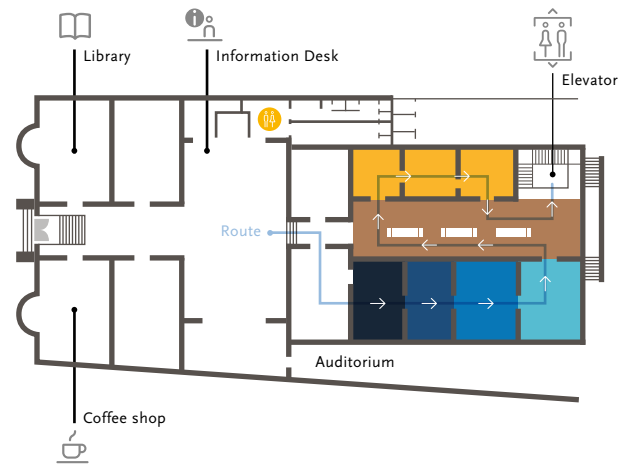 Library
Information Desk
Elevator
Route
Auditorium
Coffee shop